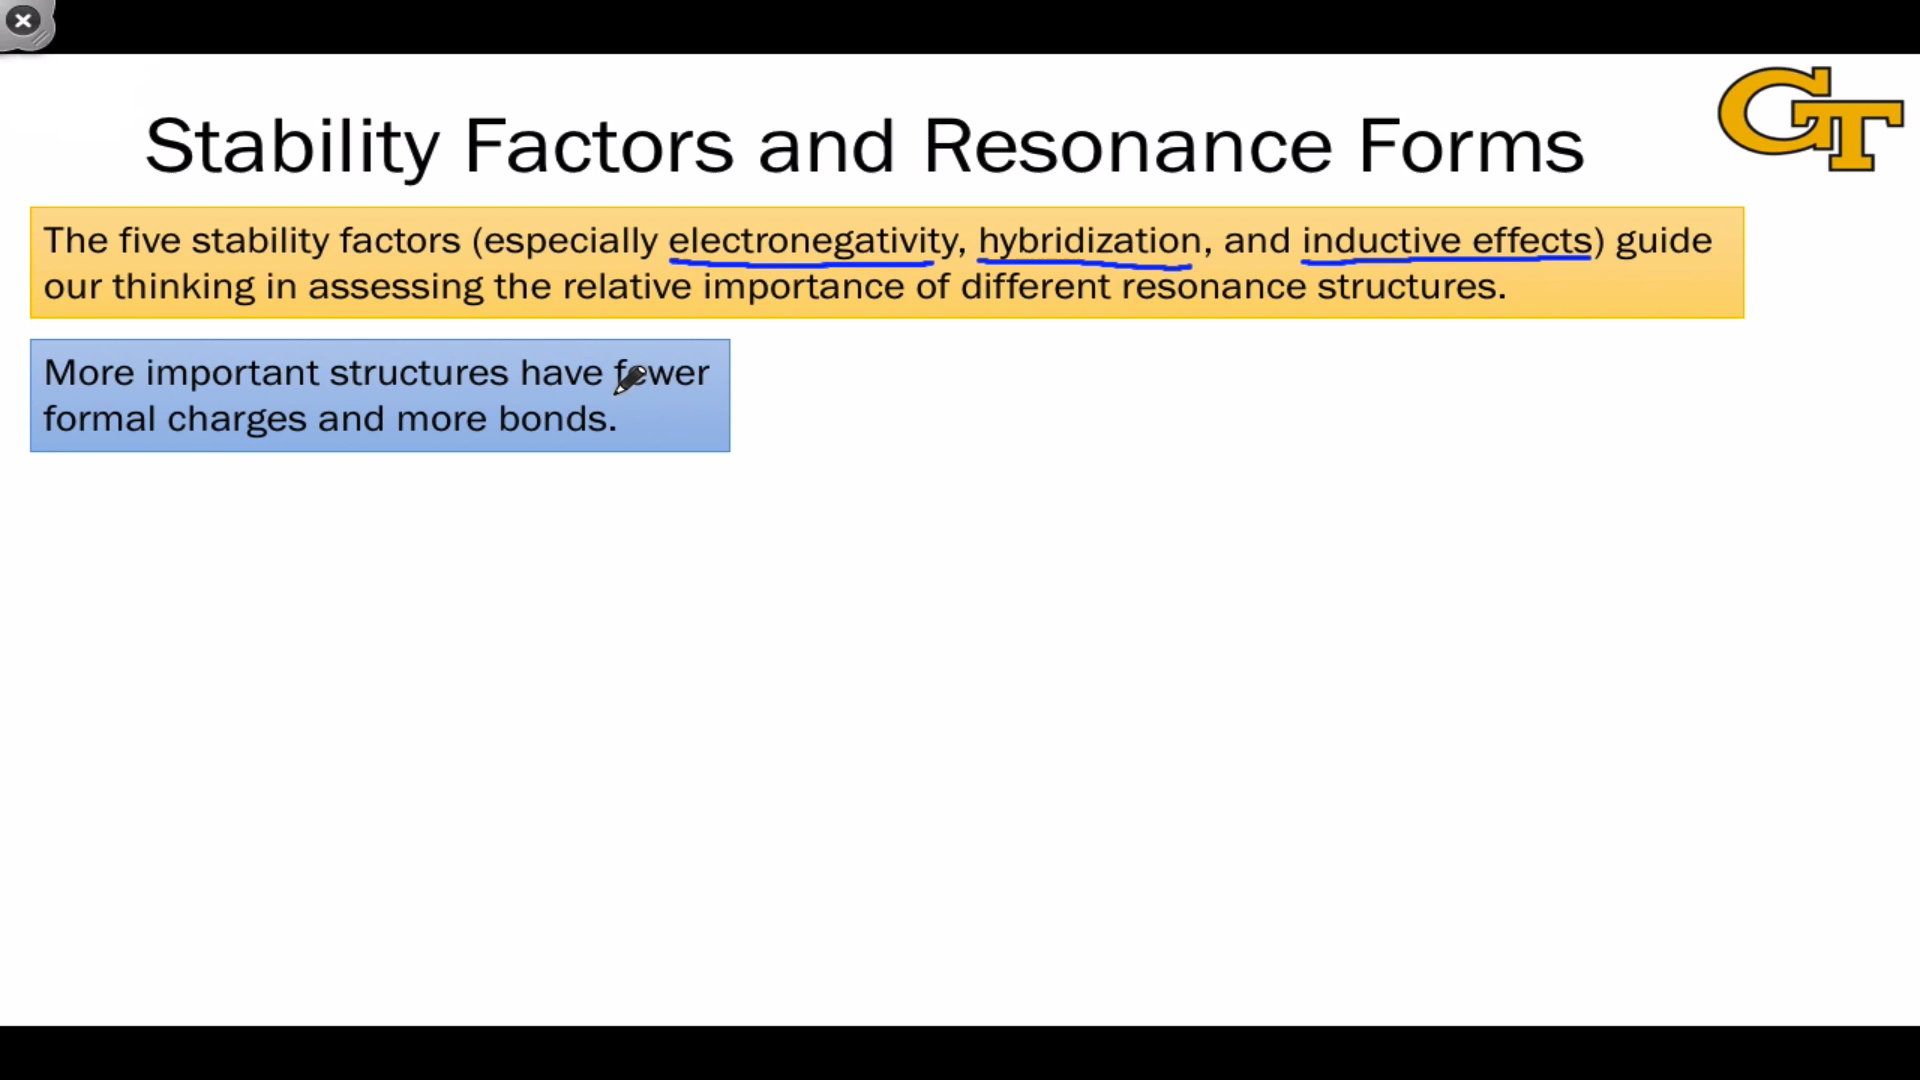 Stability Factors and Resonance Forms
GT
The five stability factors (especially electronegativity, hybridization, and inductive effects) guide
our thinking in assessing the relative importance of different resonance structures.
More important structures have fewer
formal charges and more bonds.